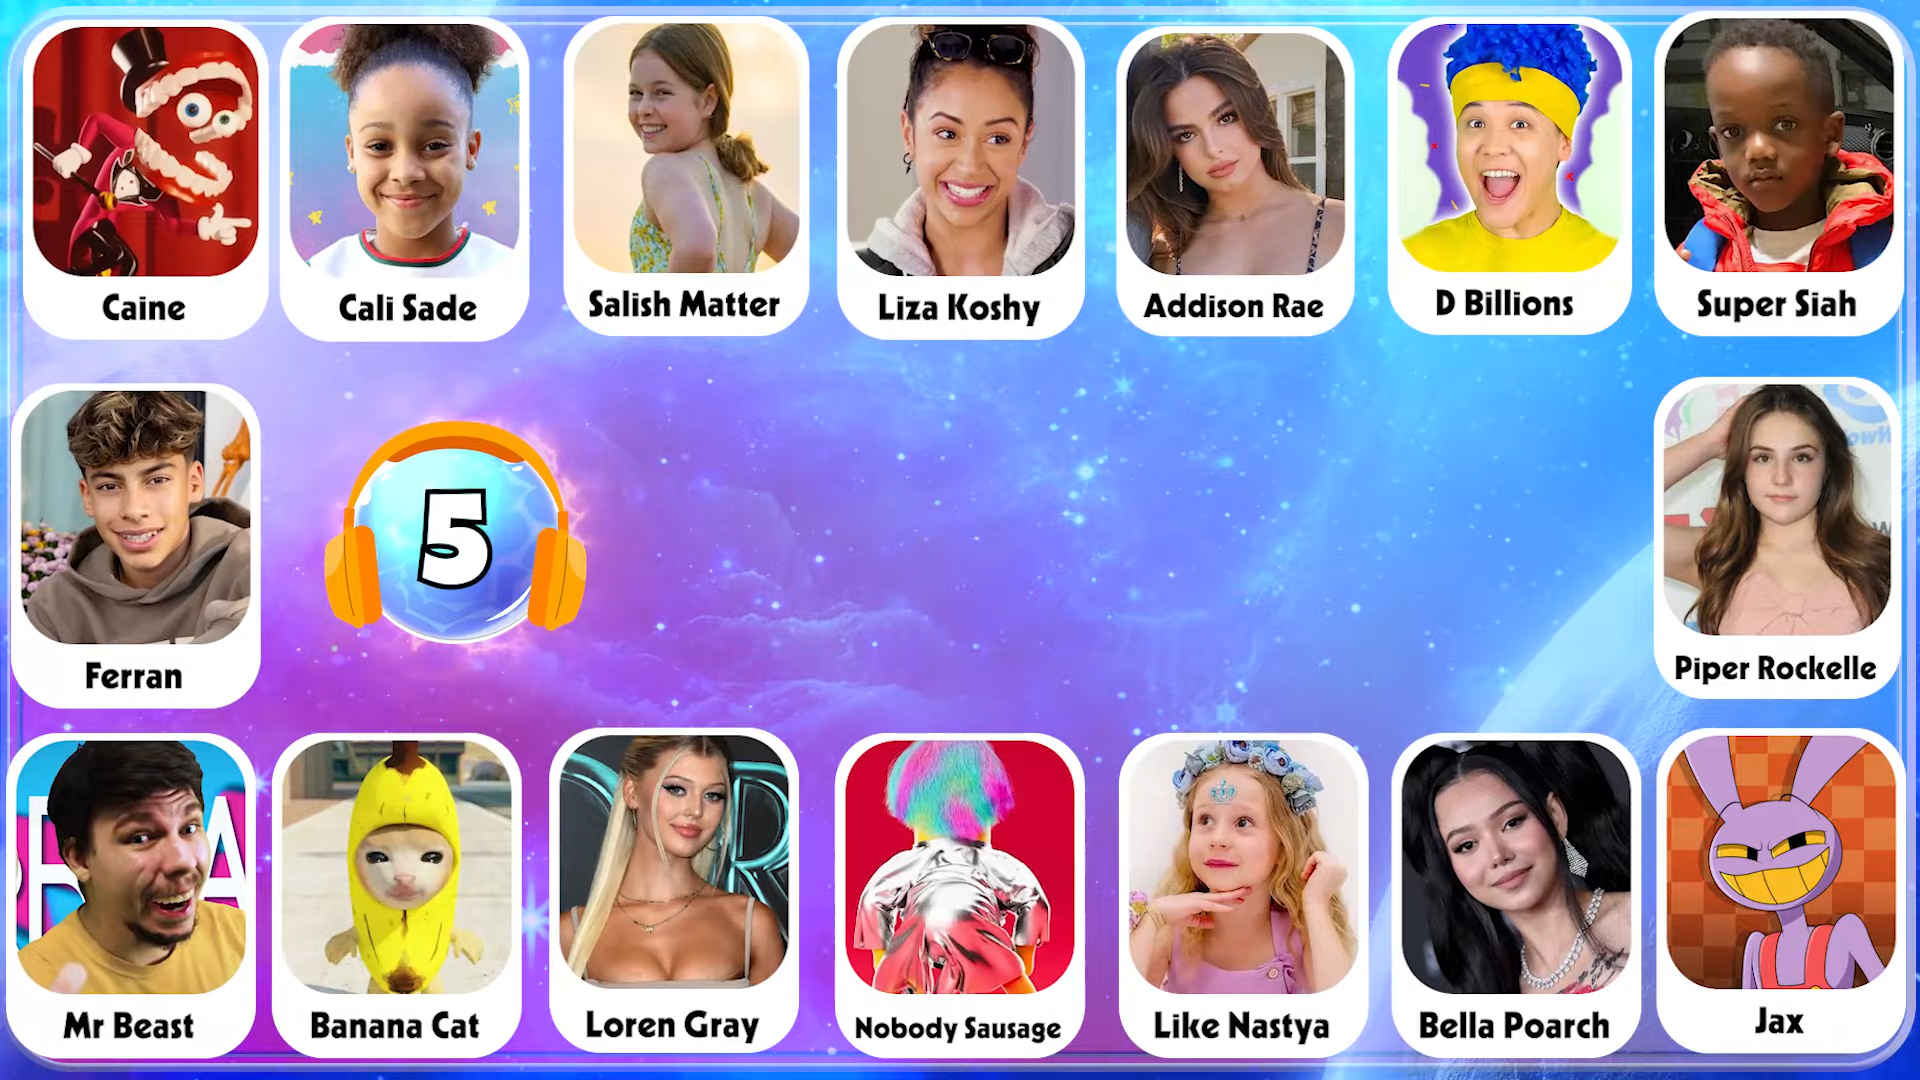 Caine
Cali Sade
Salish Matter
Liza Koshy
Addison Rae
D Billions
Super Siah
Ferran
5
Piper Rockelle
Mr Beast
Banana Cat
Loren Gray
Nobody Sausage
Like Nastya
Bella Poarch
Jax